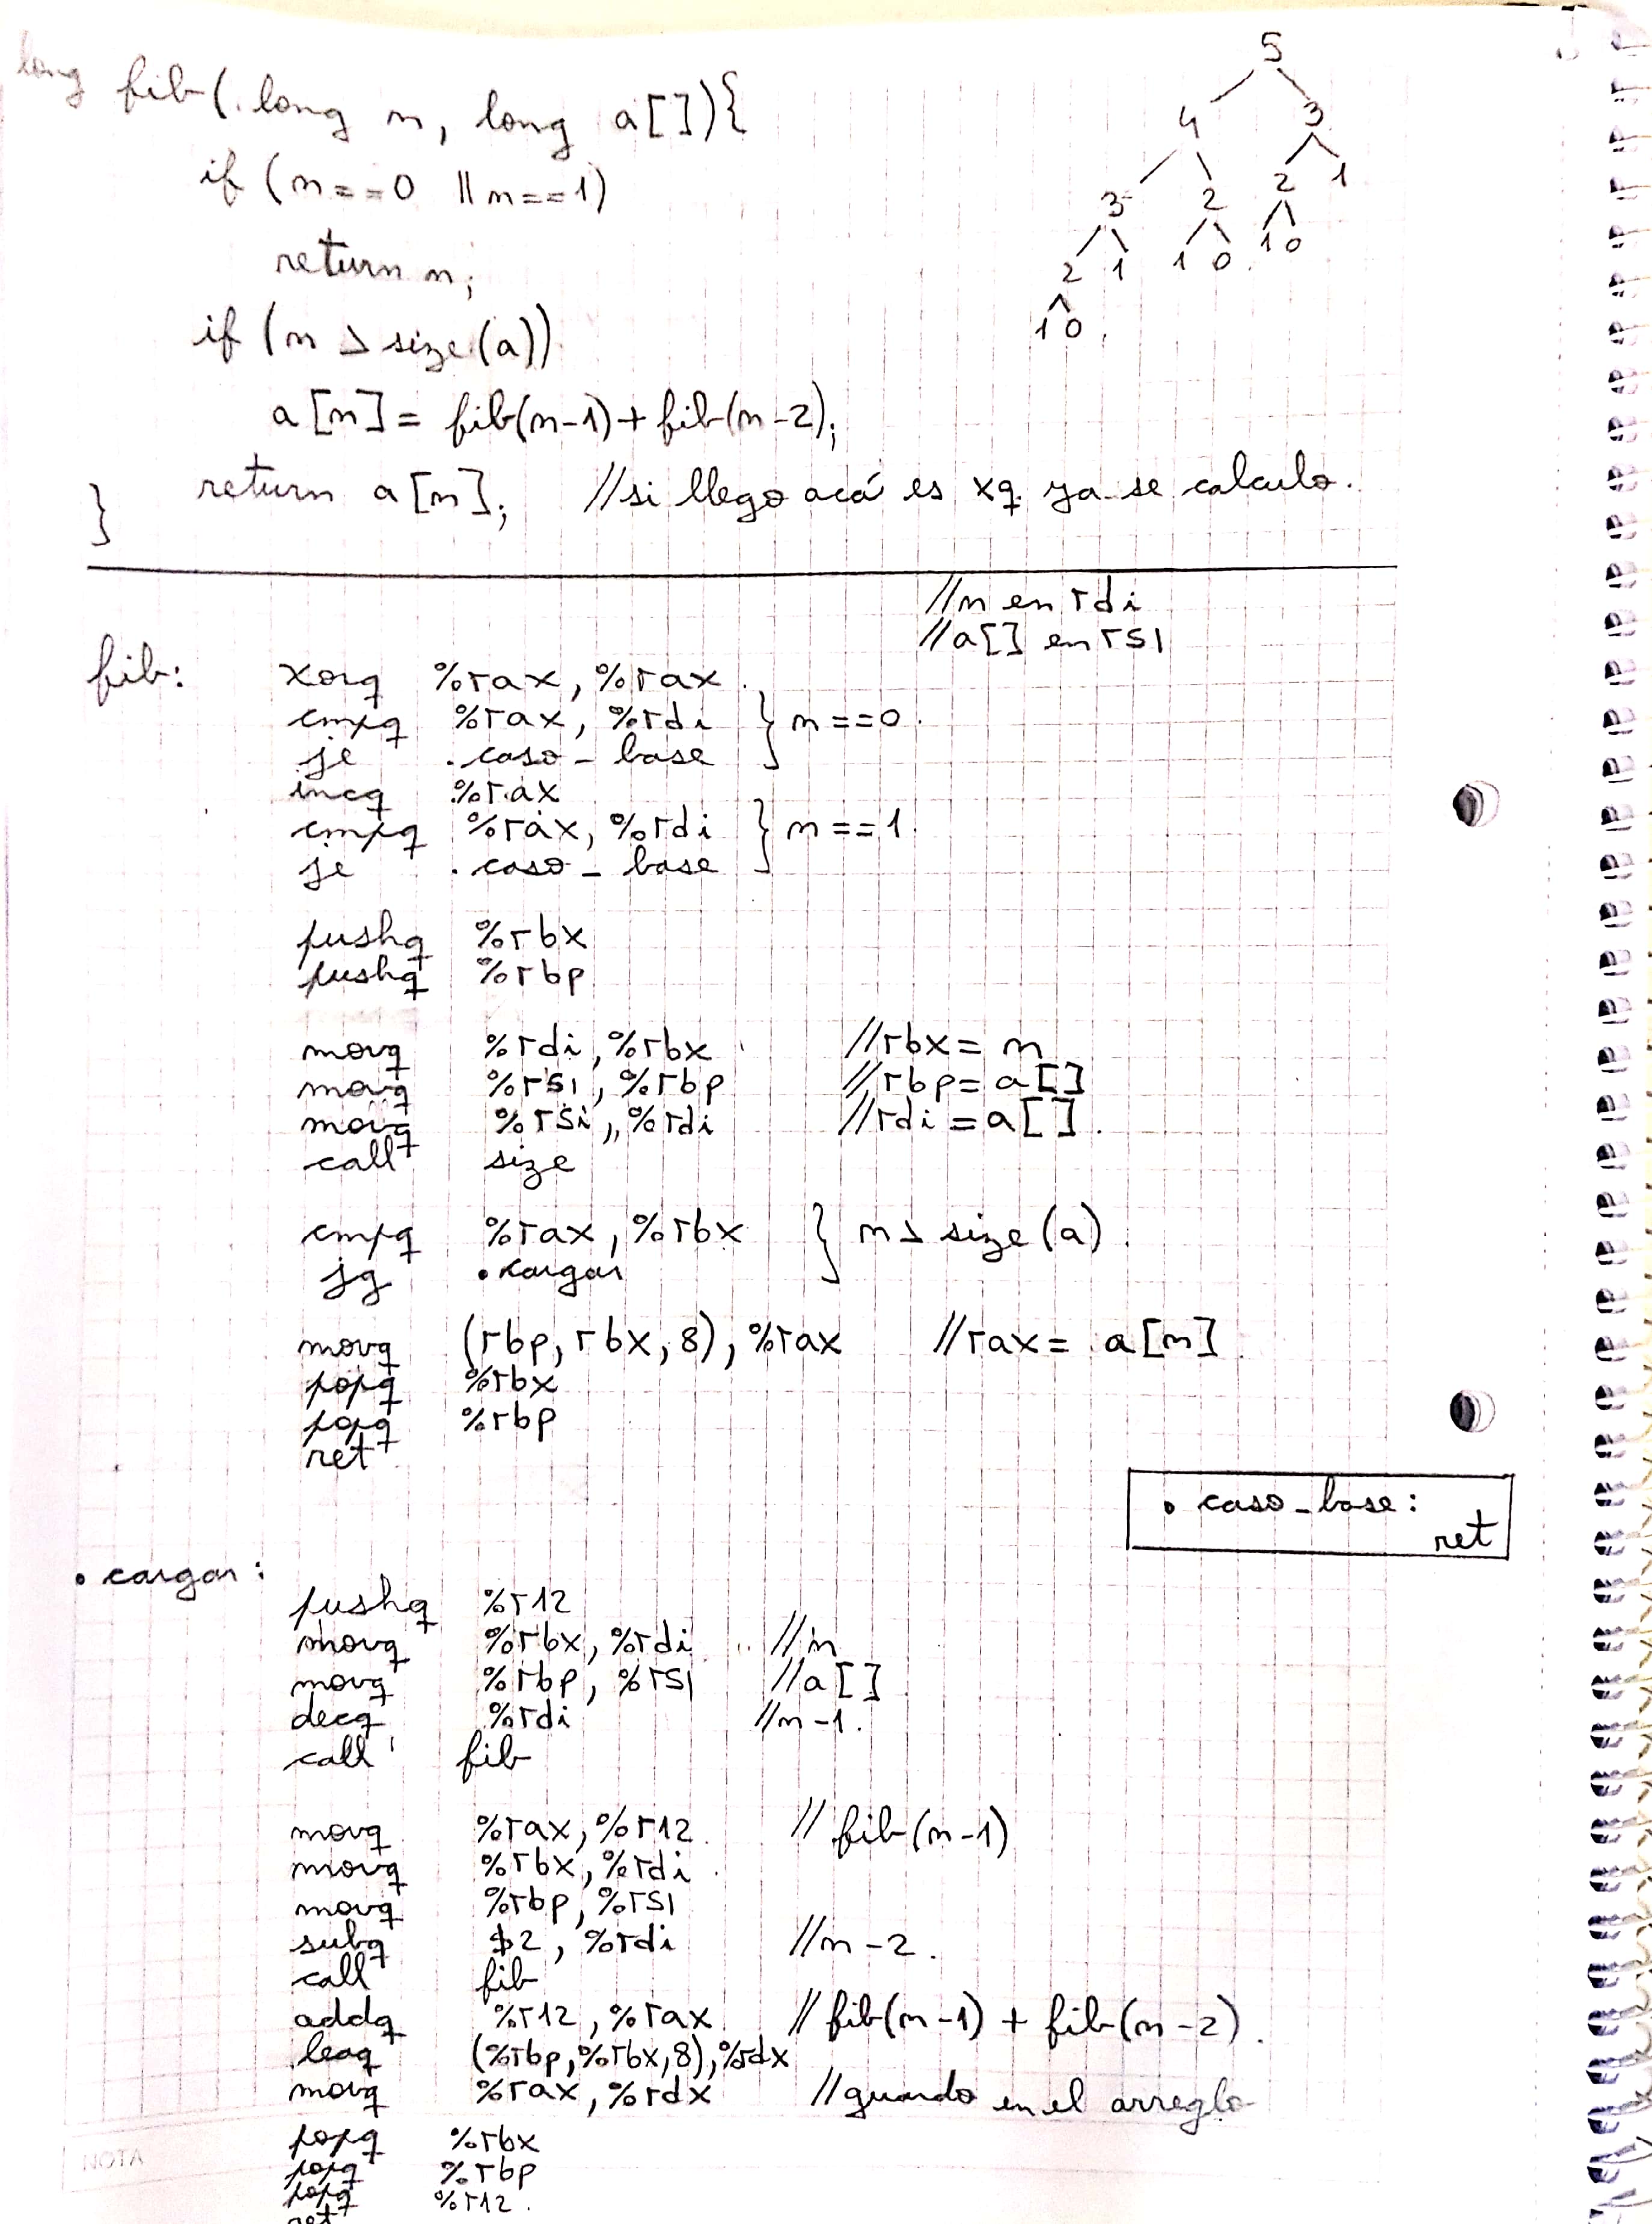 long fib(long n, long a[]){
if (n==0 || n==1)
return n;
if (n > size(a))
a[n] = fib(n-1) + fib(n-2);
return a[n]; //si llego acá es xq ya se calculo.
}
5
4 3
3 2 2 1
2 1 1 0 1 0
1 0
//n en rdi
//a[] en rsi
fib: xorq %rax, %rax
cmpq %rax, %rdi } n==0
je .caso_base
incq %rax
cmpq %rax, %rdi } n==1
je .caso_base
pushq %rbx
pushq %rbp
movq %rdi, %rbx //rbx = n
movq %rsi, %rbp //rbp = a[]
movq %rsi, %rdi //rdi = a[]
call size
cmpq %rax, %rbx } n > size(a)
jg .cargar
movq (rbp, rbx, 8), %rax //rax = a[n]
popq %rbx
popq %rbp
ret
.caso_base:
ret
.cargar:
pushq %r12
movq %rbx, %rdi //n
movq %rbp, %rsi //a[]
decq %rdi //n-1
call fib
movq %rax, %r12 //fib(n-1)
movq %rbx, %rdi
movq %rbp, %rsi
subq $2, %rdi //n-2
call fib
addq %r12, %rax //fib(n-1) + fib(n-2)
leaq (%rbp, %rbx, 8), %rdx
movq %rax, %rdx //guardo en el arreglo
popq %rbx
popq %rbp
popq %r12
ret
NOTA